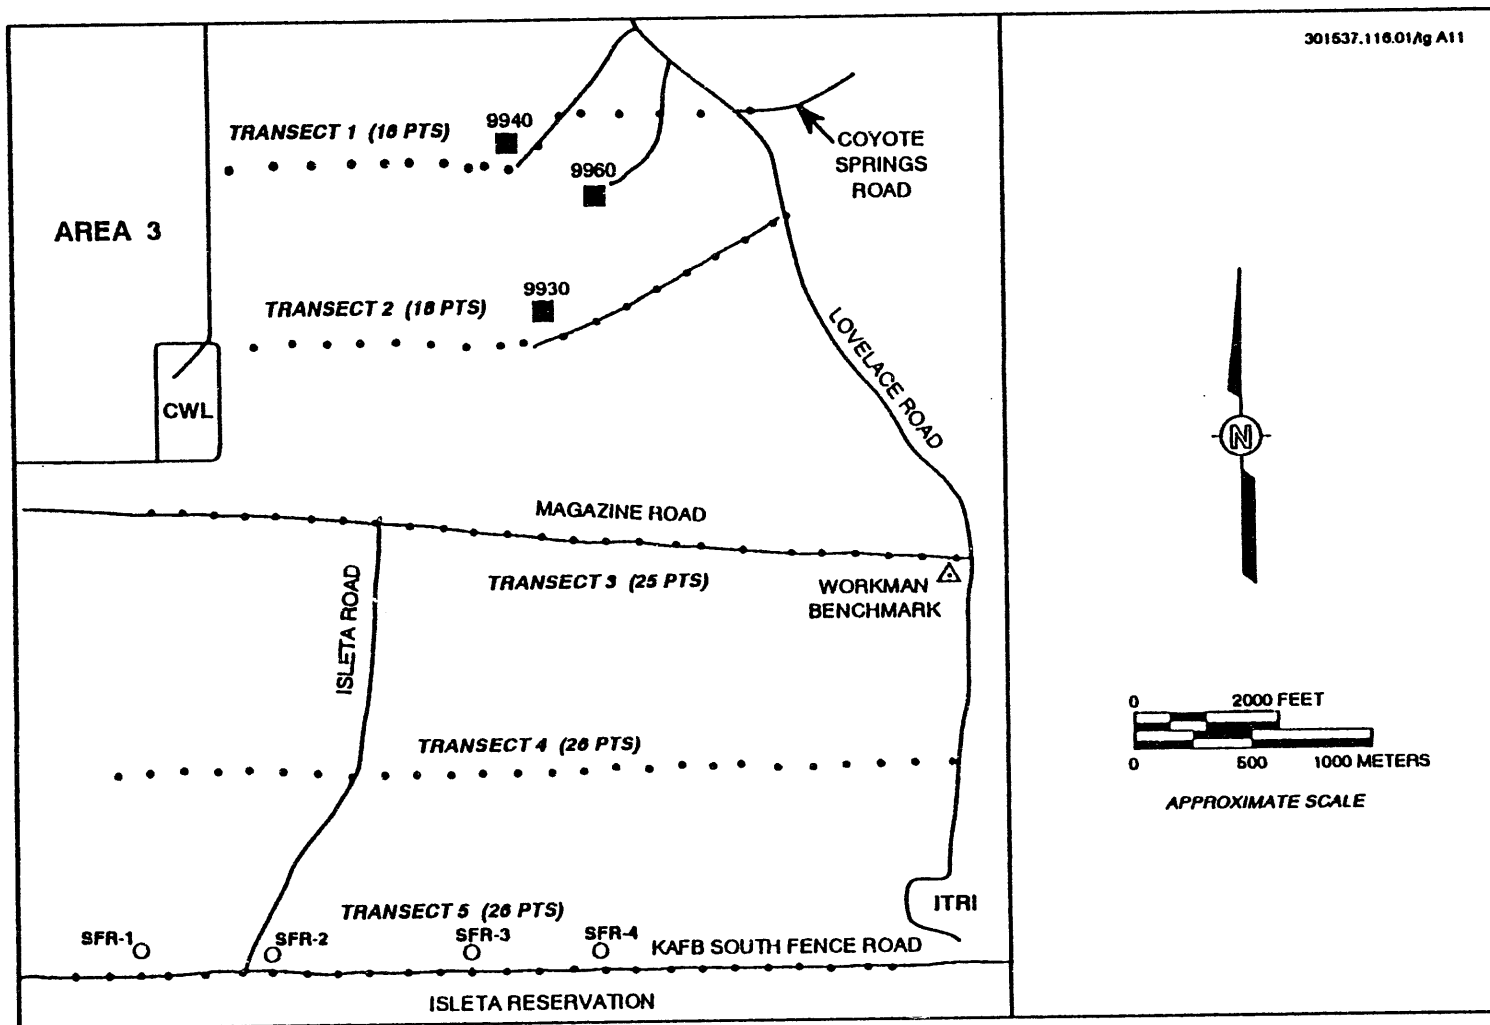 301537.116.01/lg A11
TRANSECT 1 (16 PTS)
9940
9960
COYOTE
SPRINGS
ROAD
AREA 3
TRANSECT 2 (18 PTS)
9930
LOVELACE ROAD
CWL
N
MAGAZINE ROAD
TRANSECT 3 (25 PTS)
WORKMAN
BENCHMARK
ISLETA ROAD
0 2000 FEET
0 500 1000 METERS
APPROXIMATE SCALE
TRANSECT 4 (26 PTS)
ITRI
TRANSECT 5 (26 PTS)
SFR-1
SFR-2
SFR-3
SFR-4
KAFB SOUTH FENCE ROAD
ISLETA RESERVATION